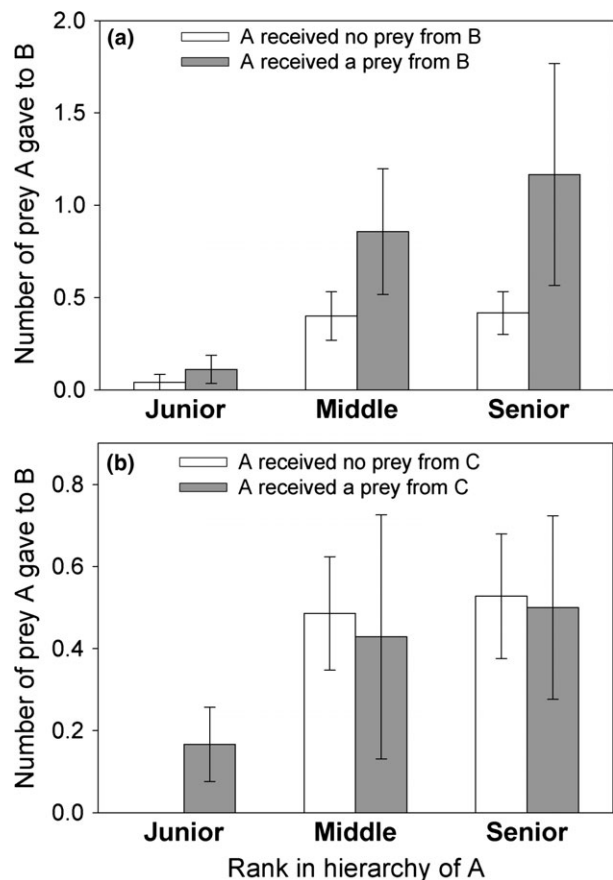 (a)
A received no prey from B
A received a prey from B
Number of prey A gave to B
2.0
1.5
1.0
0.5
0.0
Junior Middle Senior
(b)
A received no prey from C
A received a prey from C
Number of prey A gave to B
0.8
0.6
0.4
0.2
0.0
Junior Middle Senior
Rank in hierarchy of A